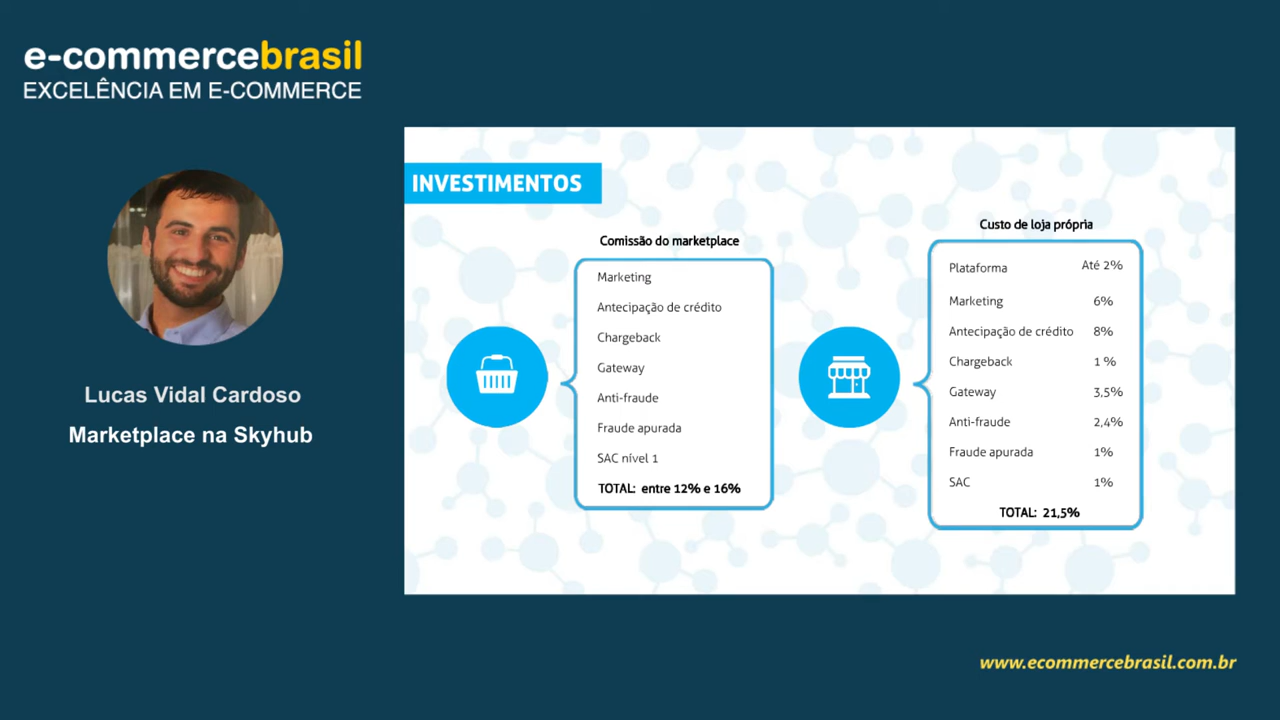 e-commercebrasil
EXCELÊNCIA EM E-COMMERCE
Lucas Vidal Cardoso
Marketplace na Skyhub
INVESTIMENTOS
Comissão do marketplace
Marketing
Antecipação de crédito
Chargeback
Gateway
Anti-fraude
Fraude apurada
SAC nível 1
TOTAL: entre 12% e 16%
Custo de loja própria
Plataforma Até 2%
Marketing 6%
Antecipação de crédito 8%
Chargeback 1 %
Gateway 3,5%
Anti-fraude 2,4%
Fraude apurada 1%
SAC 1%
TOTAL: 21,5%
www.ecommercebrasil.com.br